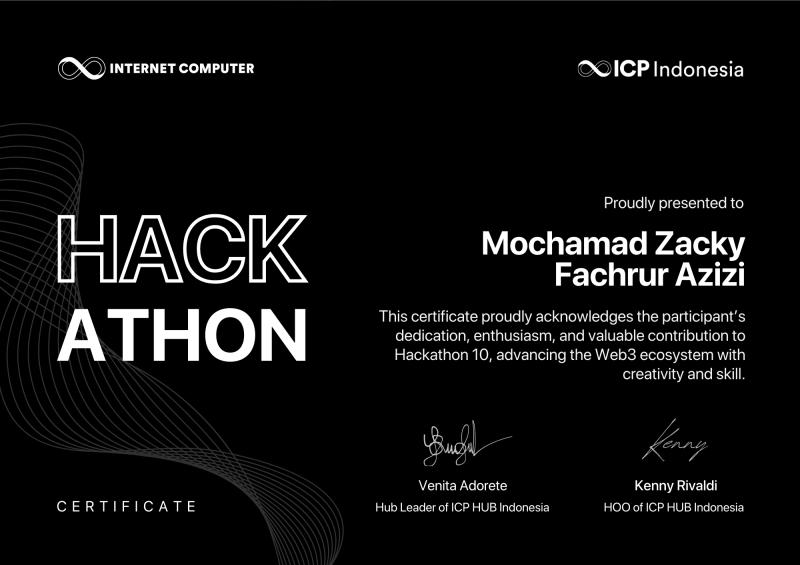 INTERNET COMPUTER
ICP Indonesia
HACK
ATHON
CERTIFICATE
Proudly presented to
Mochamad Zacky
Fachrur Azizi
This certificate proudly acknowledges the participant's
dedication, enthusiasm, and valuable contribution to
Hackathon 10, advancing the Web3 ecosystem with
creativity and skill.
Kenny
Venita Adorete
Hub Leader of ICP HUB Indonesia
Kenny Rivaldi
HOO of ICP HUB Indonesia